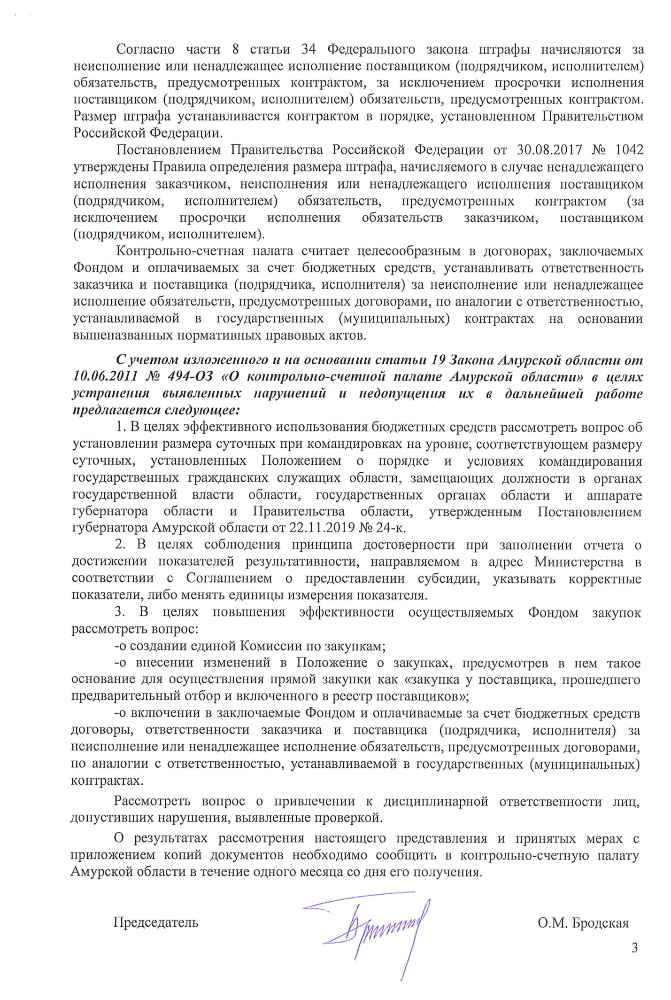 Согласно части 8 статьи 34 Федерального закона штрафы начисляются за
неисполнение или ненадлежащее исполнение поставщиком (подрядчиком, исполнителем)
обязательств, предусмотренных контрактом, за исключением просрочки исполнения
поставщиком (подрядчиком, исполнителем) обязательств, предусмотренных контрактом.
Размер штрафа устанавливается контрактом в порядке, установленном Правительством
Российской Федерации.
Постановлением Правительства Российской Федерации от 30.08.2017 № 1042
утверждены Правила определения размера штрафа, начисляемого в случае ненадлежащего
исполнения заказчиком, неисполнения или ненадлежащего исполнения поставщиком
(подрядчиком, исполнителем) обязательств, предусмотренных контрактом (за
исключением просрочки исполнения обязательств заказчиком, поставщиком
(подрядчиком, исполнителем).
Контрольно-счетная палата считает целесообразным в договорах, заключаемых
Фондом и оплачиваемых за счет бюджетных средств, устанавливать ответственность
заказчика и поставщика (подрядчика, исполнителя) за неисполнение или ненадлежащее
исполнение обязательств, предусмотренных договорами, по аналогии с ответственностью,
устанавливаемой в государственных (муниципальных) контрактах на основании
вышеназванных нормативных правовых актов.
С учетом изложенного и на основании статьи 19 Закона Амурской области от
10.06.2011 № 494-ОЗ «О контрольно-счетной палате Амурской области» в целях
устранения выявленных нарушений и недопущения их в дальнейшей работе
предлагается следующее:
1. В целях эффективного использования бюджетных средств рассмотреть вопрос об
установлении размера суточных при командировках на уровне, соответствующем размеру
суточных, установленных Положением о порядке и условиях командирования
государственных гражданских служащих области, замещающих должности в органах
государственной власти области, государственных органах области и аппарате
губернатора области и Правительства области, утвержденным Постановлением
губернатора Амурской области от 22.11.2019 № 24-к.
2. В целях соблюдения принципа достоверности при заполнении отчета о
достижении показателей результативности, направляемом в адрес Министерства в
соответствии с Соглашением о предоставлении субсидии, указывать корректные
показатели, либо менять единицы измерения показателя.
3. В целях повышения эффективности осуществляемых Фондом закупок
рассмотреть вопрос:
-о создании единой Комиссии по закупкам;
-о внесении изменений в Положение о закупках, предусмотрев в нем такое
основание для осуществления прямой закупки как «закупка у поставщика, прошедшего
предварительный отбор и включенного в реестр поставщиков»;
-о включении в заключаемые Фондом и оплачиваемые за счет бюджетных средств
договоры, ответственности заказчика и поставщика (подрядчика, исполнителя) за
неисполнение или ненадлежащее исполнение обязательств, предусмотренных договорами,
по аналогии с ответственностью, устанавливаемой в государственных (муниципальных)
контрактах.
Рассмотреть вопрос о привлечении к дисциплинарной ответственности лиц,
допустивших нарушения, выявленные проверкой.
О результатах рассмотрения настоящего представления и принятых мерах с
приложением копий документов необходимо сообщить в контрольно-счетную палату
Амурской области в течение одного месяца со дня его получения.
Председатель О.М. Бродская
3